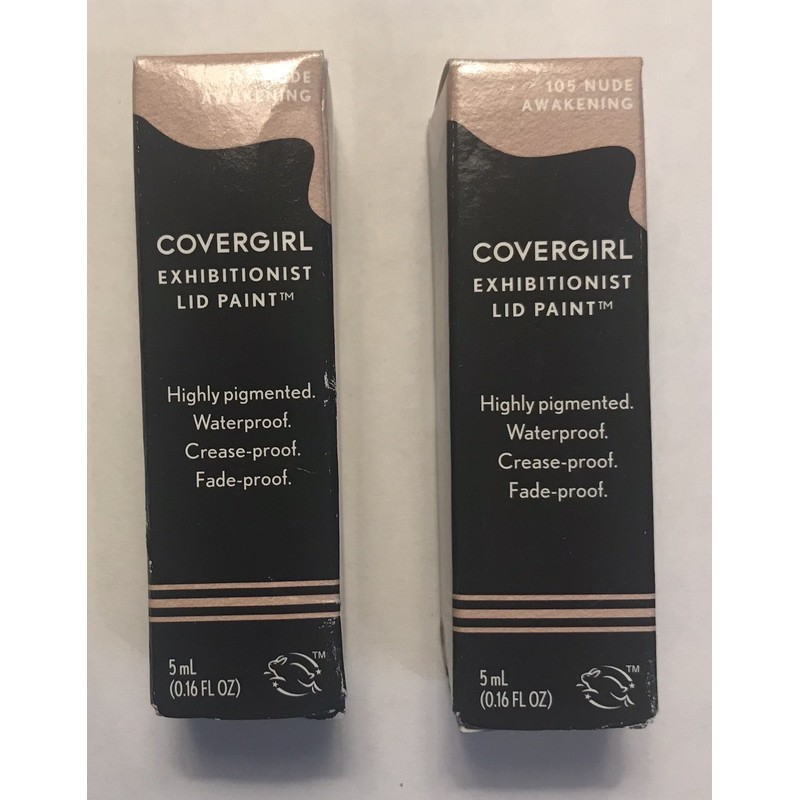 DE
AWAKENING
COVERGIRL
EXHIBITIONIST
LID PAINT™
Highly pigmented.
Waterproof.
Crease-proof.
Fade-proof.
5 mL
(0.16 FL OZ)
TM
105 NUDE
AWAKENING
COVERGIRL
EXHIBITIONIST
LID PAINT™
Highly pigmented.
Waterproof.
Crease-proof.
Fade-proof.
5 mL
(0.16 FL OZ)
TM